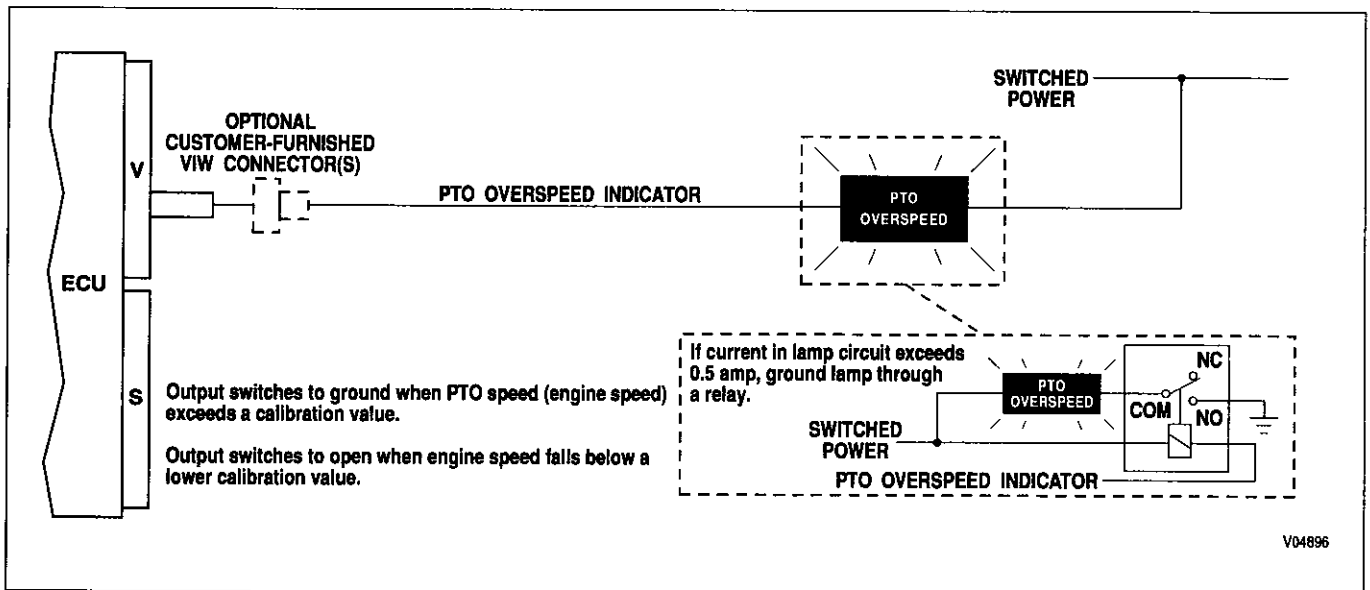 SWITCHED
POWER
OPTIONAL
CUSTOMER-FURNISHED
VIW CONNECTOR(S)
V
PTO OVERSPEED INDICATOR
PTO
OVERSPEED
ECU
S
Output switches to ground when PTO speed (engine speed)
exceeds a calibration value.
Output switches to open when engine speed falls below a
lower calibration value.
If current in lamp circuit exceeds
0.5 amp, ground lamp through
a relay.
PTO
OVERSPEED
NC
COM
NO
SWITCHED
POWER
PTO OVERSPEED INDICATOR
V04896